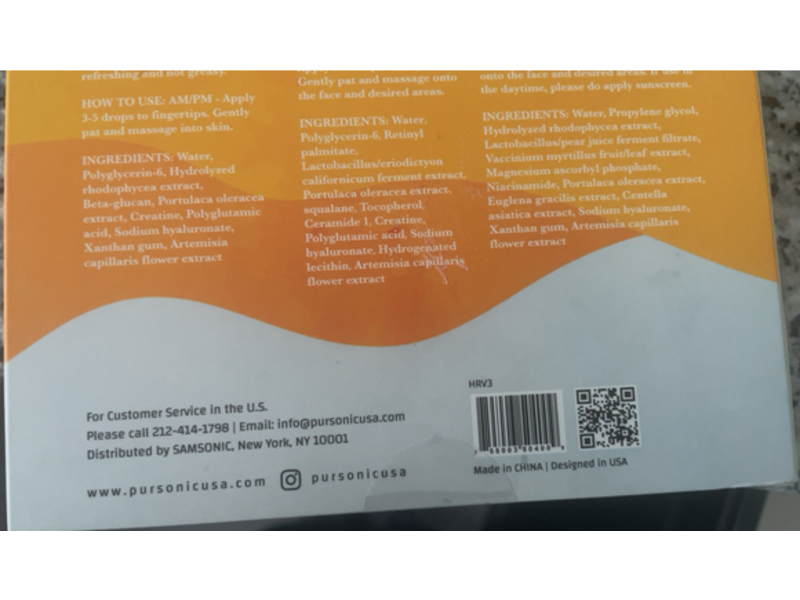 refreshing and not greasy.
HOW TO USE: AM/PM - Apply
3-5 drops to fingertips. Gently
pat and massage into skin.
INGREDIENTS: Water,
Polyglycerin-6, Hydrolyzed
rhodophycea extract,
Beta-glucan, Portulaca oleracea
extract, Creatine, Polyglutamic
acid, Sodium hyaluronate,
Xanthan gum, Artemisia
capillaris flower extract
Gently pat and massage onto
the face and desired areas.
INGREDIENTS: Water,
Polyglycerin-6, Retinyl
palmitate,
Lactobacillus/eriodictyon
californicum ferment extract,
Portulaca oleracea extract,
squalane, Tocopherol,
Ceramide 1, Creatine,
Polyglutamic acid, Sodium
hyaluronate, Hydrogenated
lecithin, Artemisia capillaris
flower extract
onto the face and desired areas. If use in
the daytime, please do apply sunscreen.
INGREDIENTS: Water, Propylene glycol,
Hydrolyzed rhodophycea extract,
Lactobacillus/pear juice ferment filtrate,
Vaccinium myrtillus fruit/leaf extract,
Magnesium ascorbyl phosphate,
Niacinamide, Portulaca oleracea extract,
Euglena gracilis extract, Centella
asiatica extract, Sodium hyaluronate,
Xanthan gum, Artemisia capillaris
flower extract
For Customer Service in the U.S.
Please call 212-414-1798 | Email: info@pursonicusa.com
Distributed by SAMSONIC, New York, NY 10001
www.pursonicusa.com pursonicusa
HRV3
Made in CHINA | Designed in USA